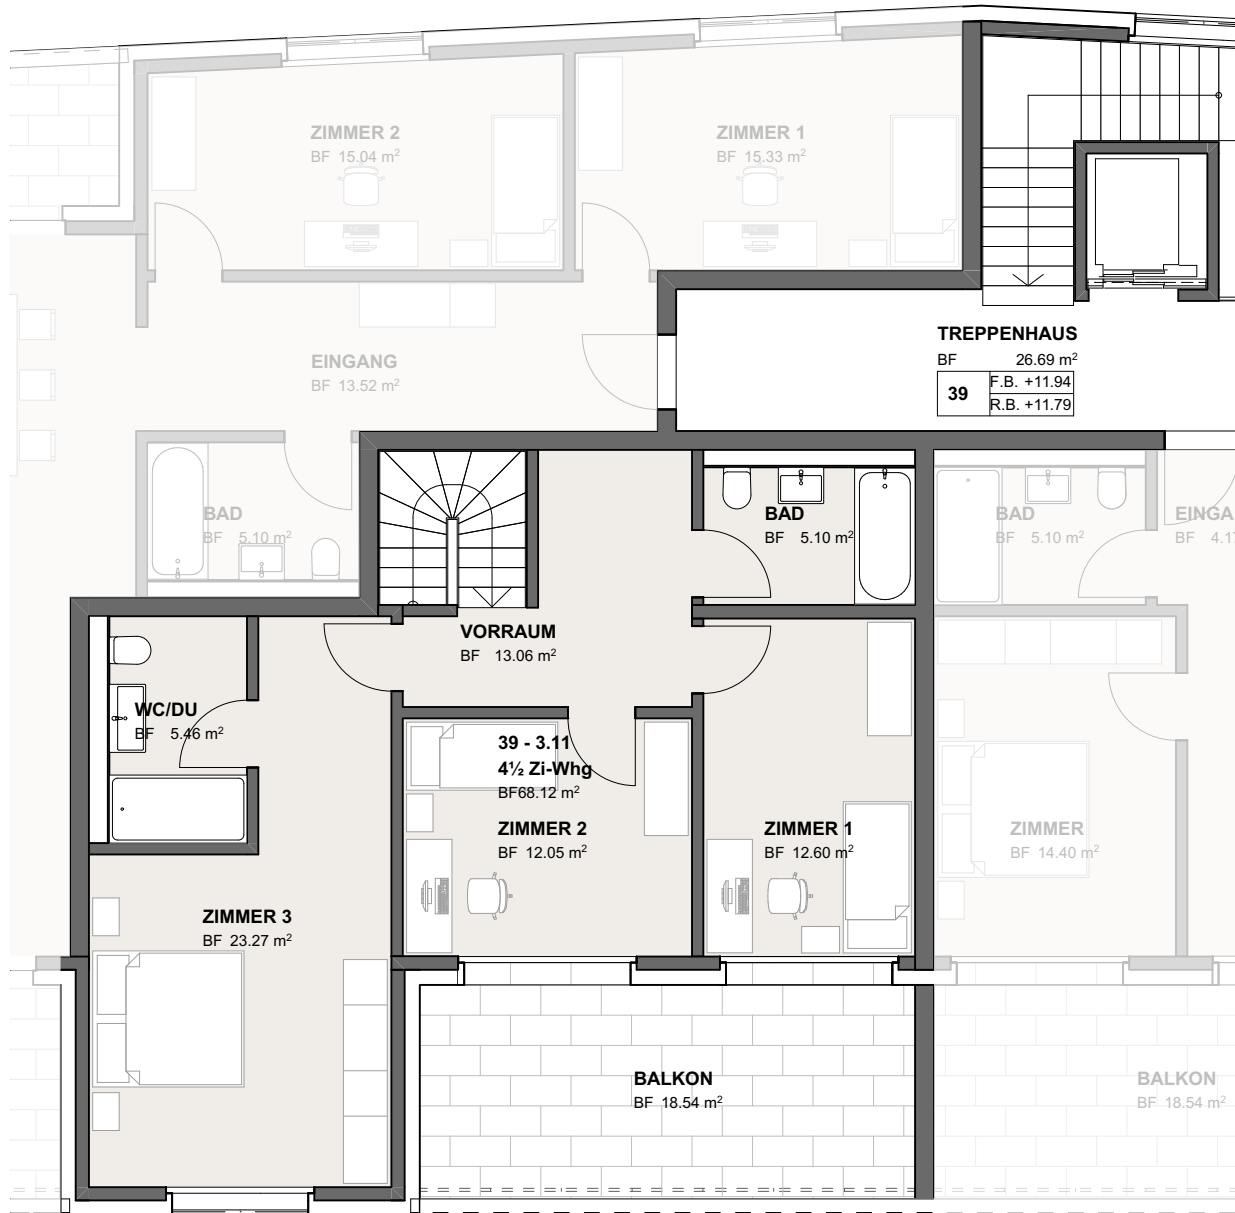 ZIMMER 2
BF 15.04 m²
ZIMMER 1
BF 15.33 m²
TREPPENHAUS
BF 26.69 m²
39
F.B. +11.94
R.B. +11.79
EINGANG
BF 13.52 m²
BAD
BF 5.10 m²
BAD
BF 5.10 m²
BAD
BF 5.10 m²
EINGA
BF 4.17
VORRAUM
BF 13.06 m²
WC/DU
BF 5.46 m²
39 - 3.11
4½ Zi-Whg
BF68.12 m²
ZIMMER 2
BF 12.05 m²
ZIMMER 1
BF 12.60 m²
ZIMMER
BF 14.40 m²
ZIMMER 3
BF 23.27 m²
BALKON
BF 18.54 m²
BALKON
BF 18.54 m²